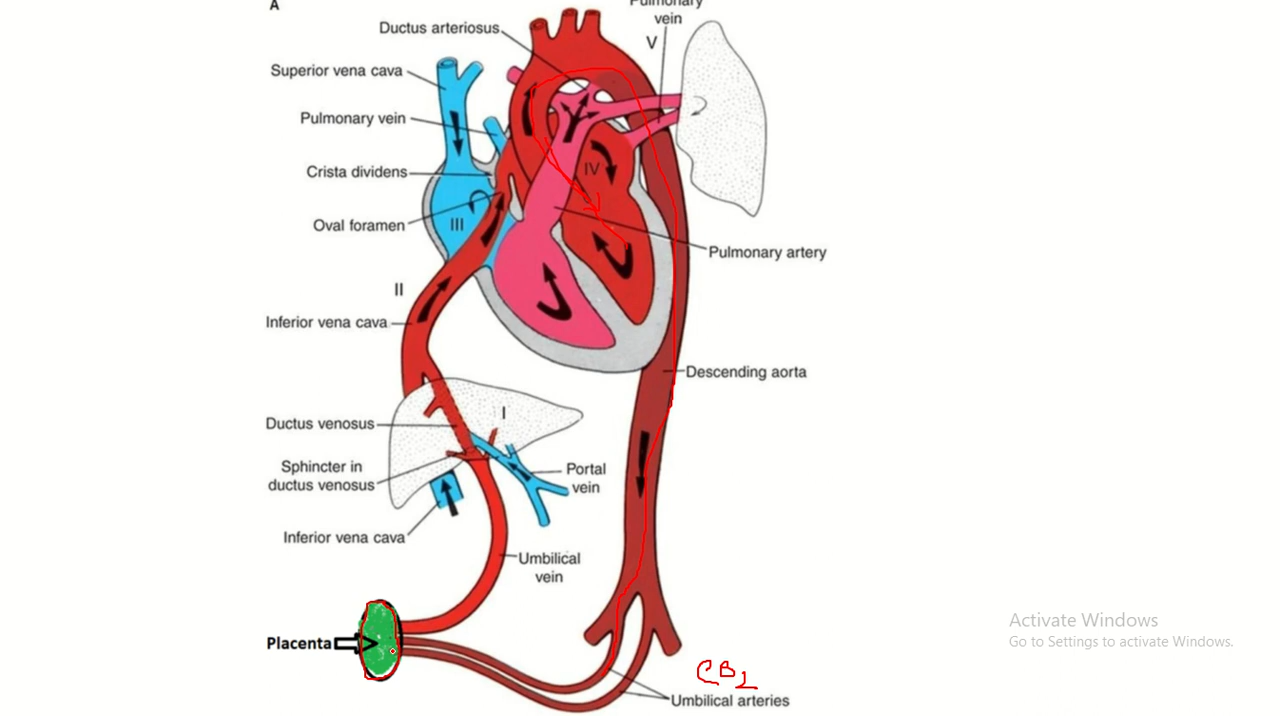 A
Pulmonary
vein
Ductus arteriosus
V
Superior vena cava
Pulmonary vein
Crista dividens
IV
Oval foramen
III
Pulmonary artery
II
Inferior vena cava
Descending aorta
I
Ductus venosus
Sphincter in
ductus venosus
Portal
vein
Inferior vena cava
Umbilical
vein
Placenta
Umbilical arteries
Activate Windows
Go to Settings to activate Windows.